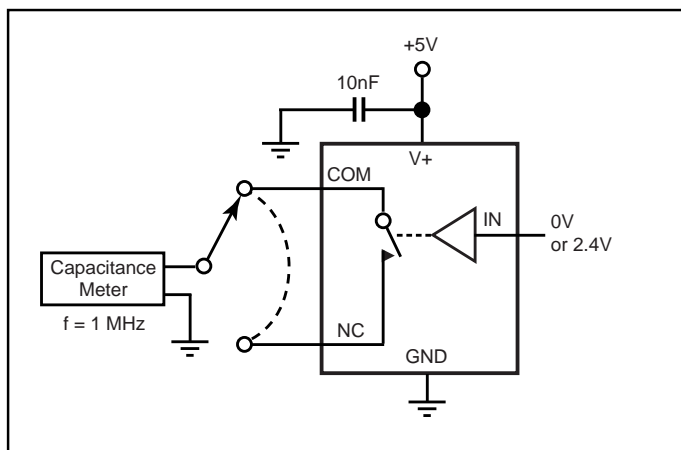 +5V
10nF
V+
COM
IN
0V
or 2.4V
Capacitance
Meter
f = 1 MHz
NC
GND